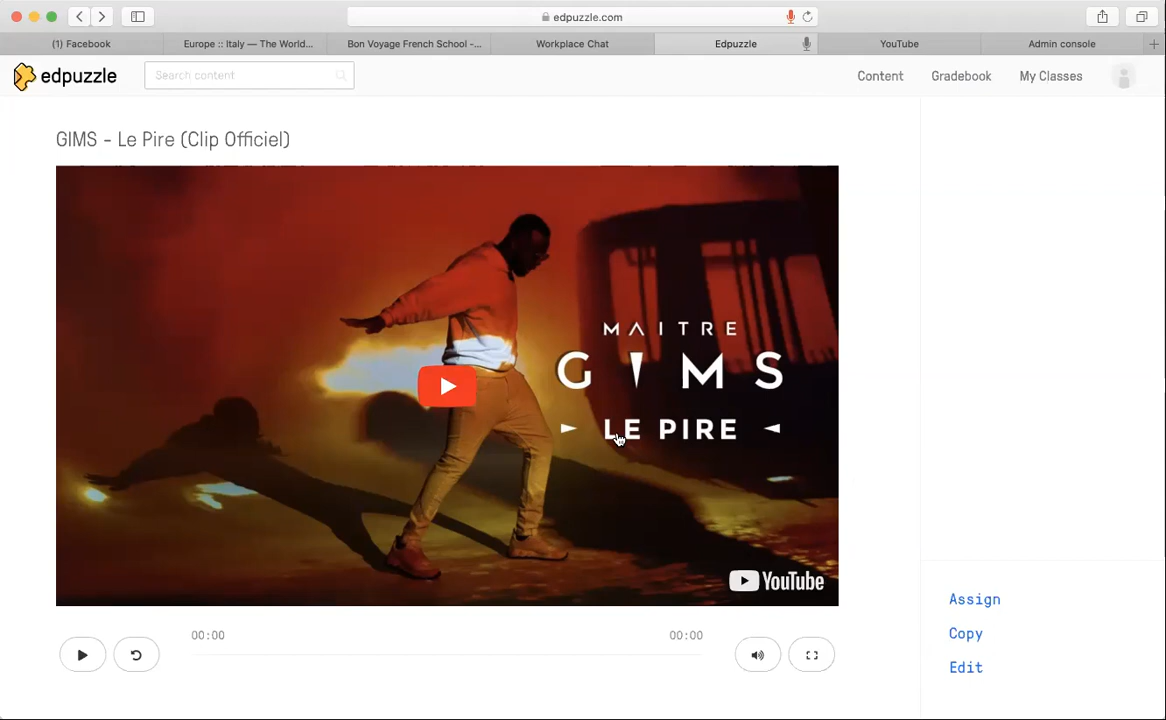 edpuzzle.com
(1) Facebook
Europe :: Italy — The World...
Bon Voyage French School -...
Workplace Chat
Edpuzzle
YouTube
Admin console
edpuzzle
Search content
Content
Gradebook
My Classes
GIMS - Le Pire (Clip Officiel)
MAITRE
GIMS
LE PIRE
YouTube
00:00
00:00
Assign
Copy
Edit